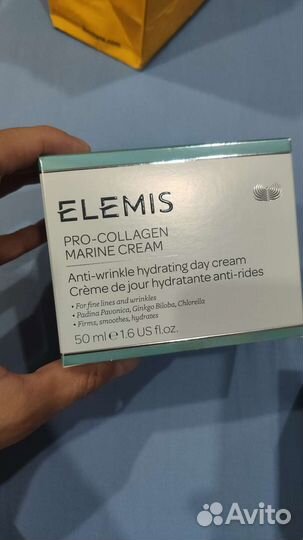 ELEMIS
PRO-COLLAGEN
MARINE CREAM
Anti-wrinkle hydrating day cream
Crème de jour hydratante anti-rides
• For fine lines and wrinkles
• Padina Pavonica, Ginkgo Biloba, Chlorella
• Firms, smoothes, hydrates
50 ml ℮ 1.6 US fl.oz.
Avito